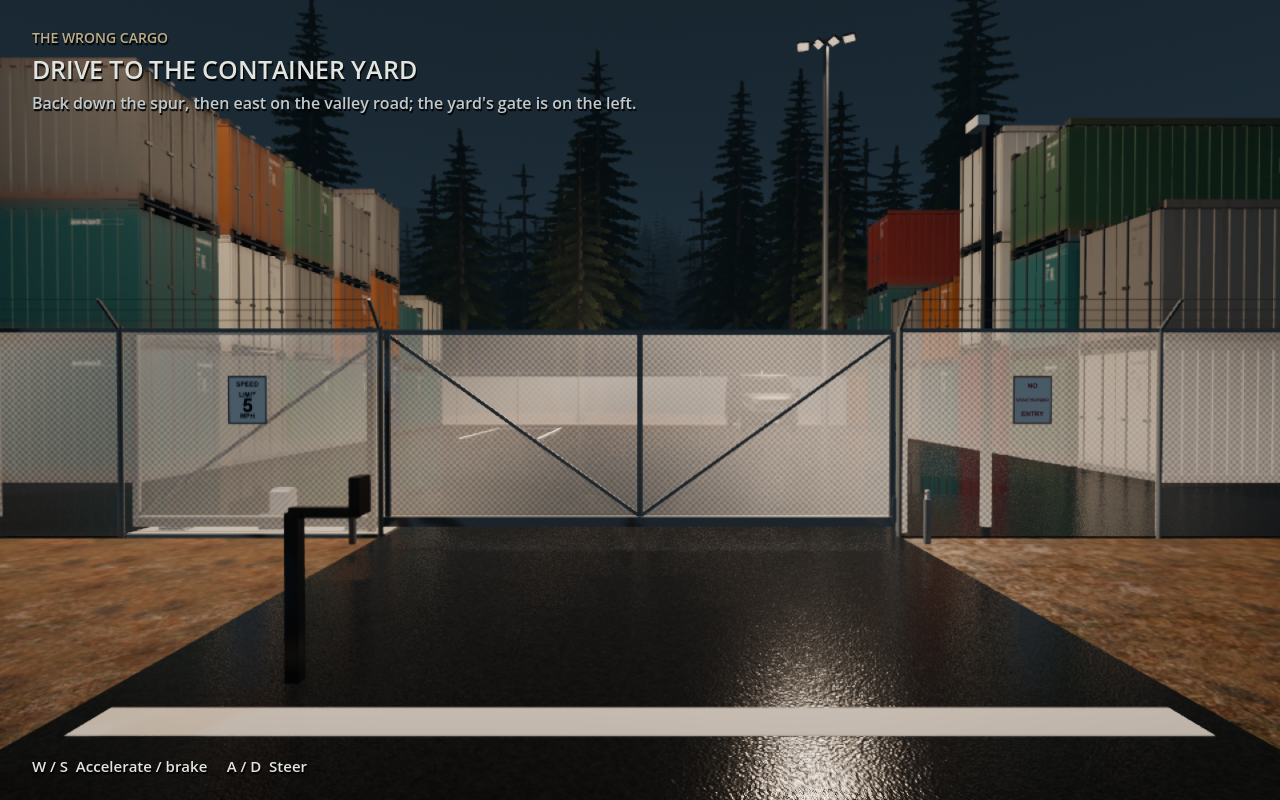 THE WRONG CARGO
DRIVE TO THE CONTAINER YARD
Back down the spur, then east on the valley road; the yard's gate is on the left.
SPEED
LIMIT
5
MPH
NO
ENTRY
W / S Accelerate / brake A / D Steer